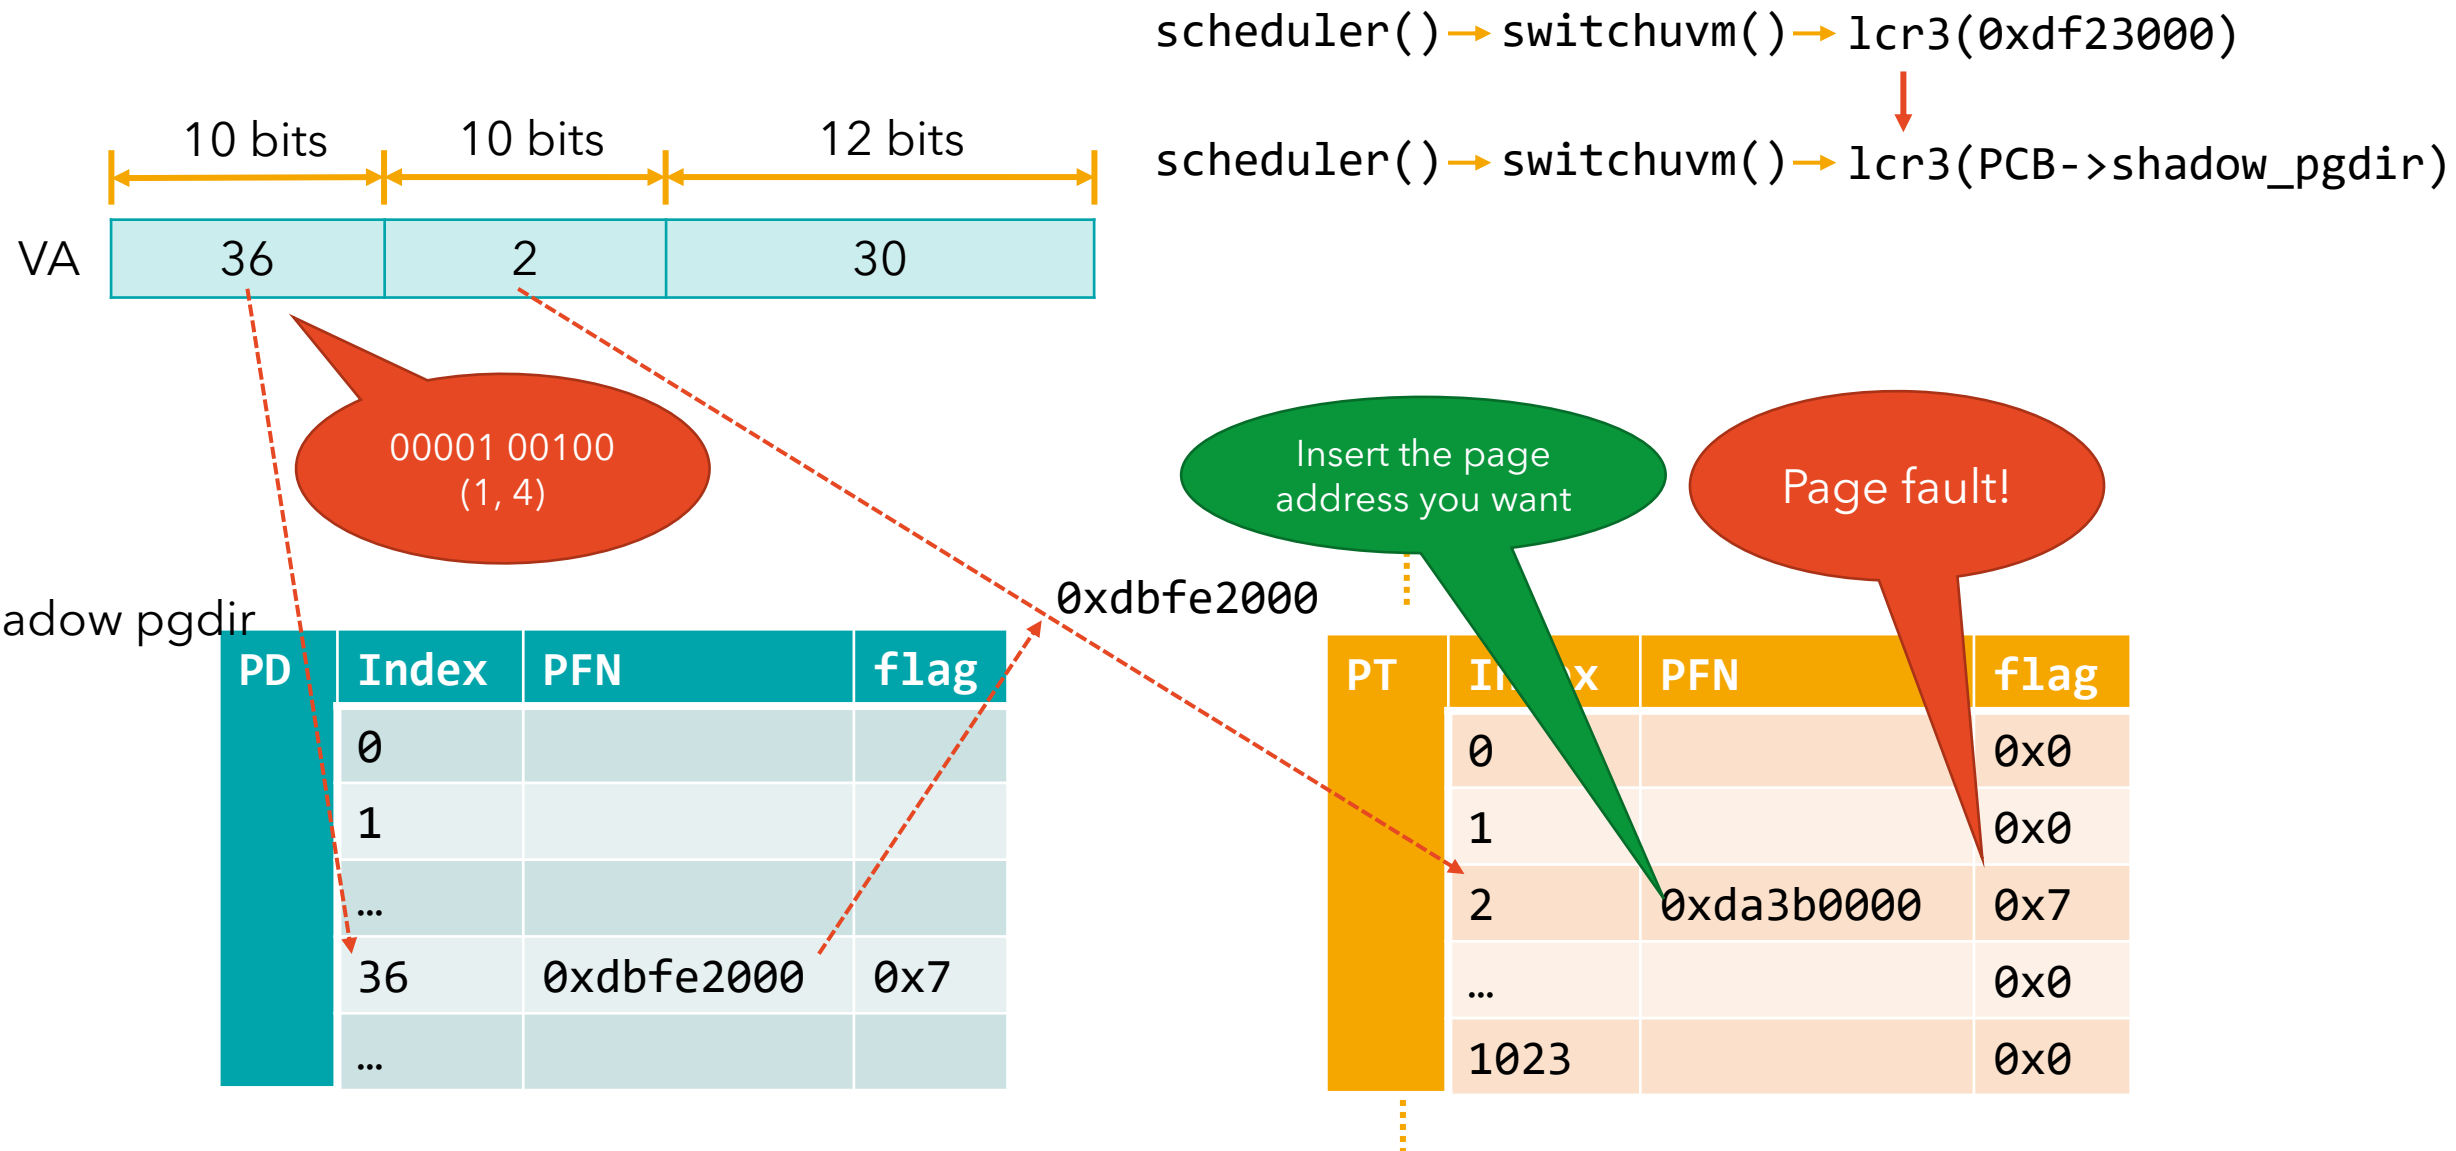 scheduler() → switchuvm() → lcr3(0xdf23000)
scheduler() → switchuvm() → lcr3(PCB->shadow_pgdir)
10 bits 10 bits 12 bits
VA 36 2 30
00001 00100
(1, 4)
Insert the page
address you want
Page fault!
0xdbfe2000
adow pgdir
PD Index PFN flag
0
1
…
36 0xdbfe2000 0x7
…
PT PFN flag
0 0x0
1 0x0
2 0xda3b0000 0x7
… 0x0
1023 0x0